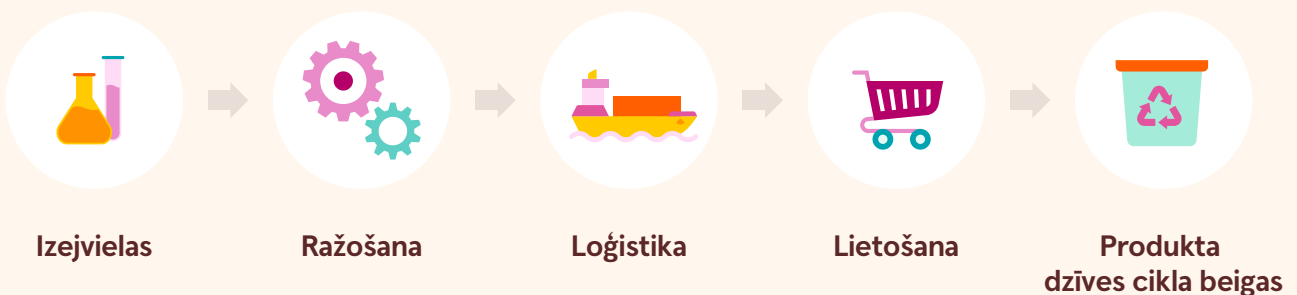 Izejvielas
Ražošana
Loģistika
Lietošana
Produkta
dzīves cikla beigas